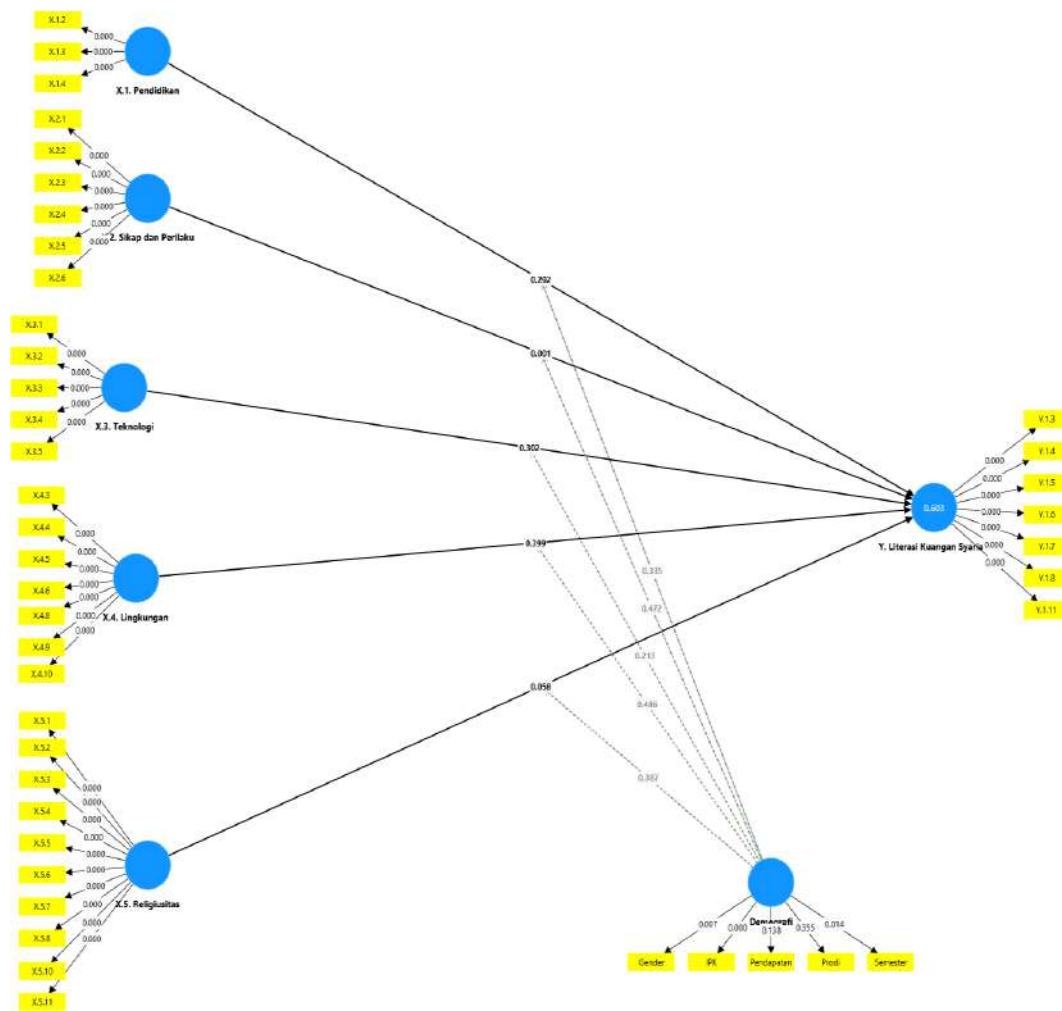 X.1.2
X.1.3
X.1.4
0.000
0.000
0.000
X.1. Pendidikan
X.2.1
X.2.2
X.2.3
X.2.4
X.2.5
X.2.6
0.000
0.000
0.000
0.000
0.000
0.000
2. Sikap dan Perilaku
X.3.1
X.3.2
X.3.3
X.3.4
X.3.5
0.000
0.000
0.000
0.000
0.000
X.3. Teknologi
X.4.3
X.4.4
X.4.5
X.4.6
X.4.8
X.4.9
X.4.10
0.000
0.000
0.000
0.000
0.000
0.000
0.000
X.4. Lingkungan
X.5.1
X.5.2
X.5.3
X.5.4
X.5.5
X.5.6
X.5.7
X.5.8
X.5.10
X.5.11
0.000
0.000
0.000
0.000
0.000
0.000
0.000
0.000
0.000
0.000
X.5. Religiusitas
0.292
0.001
0.302
0.058
0.335
0.472
0.213
0.486
0.387
0.603
Y. Literasi Kuangan Syaria
0.000
0.000
0.000
0.000
0.000
0.000
0.000
Y.1.3
Y.1.4
Y.1.5
Y.1.6
Y.1.7
Y.1.8
Y.1.11
Demografi
0.000
0.138
0.355
0.014
Gender
IPK
Pendapatan
Prodi
Semester